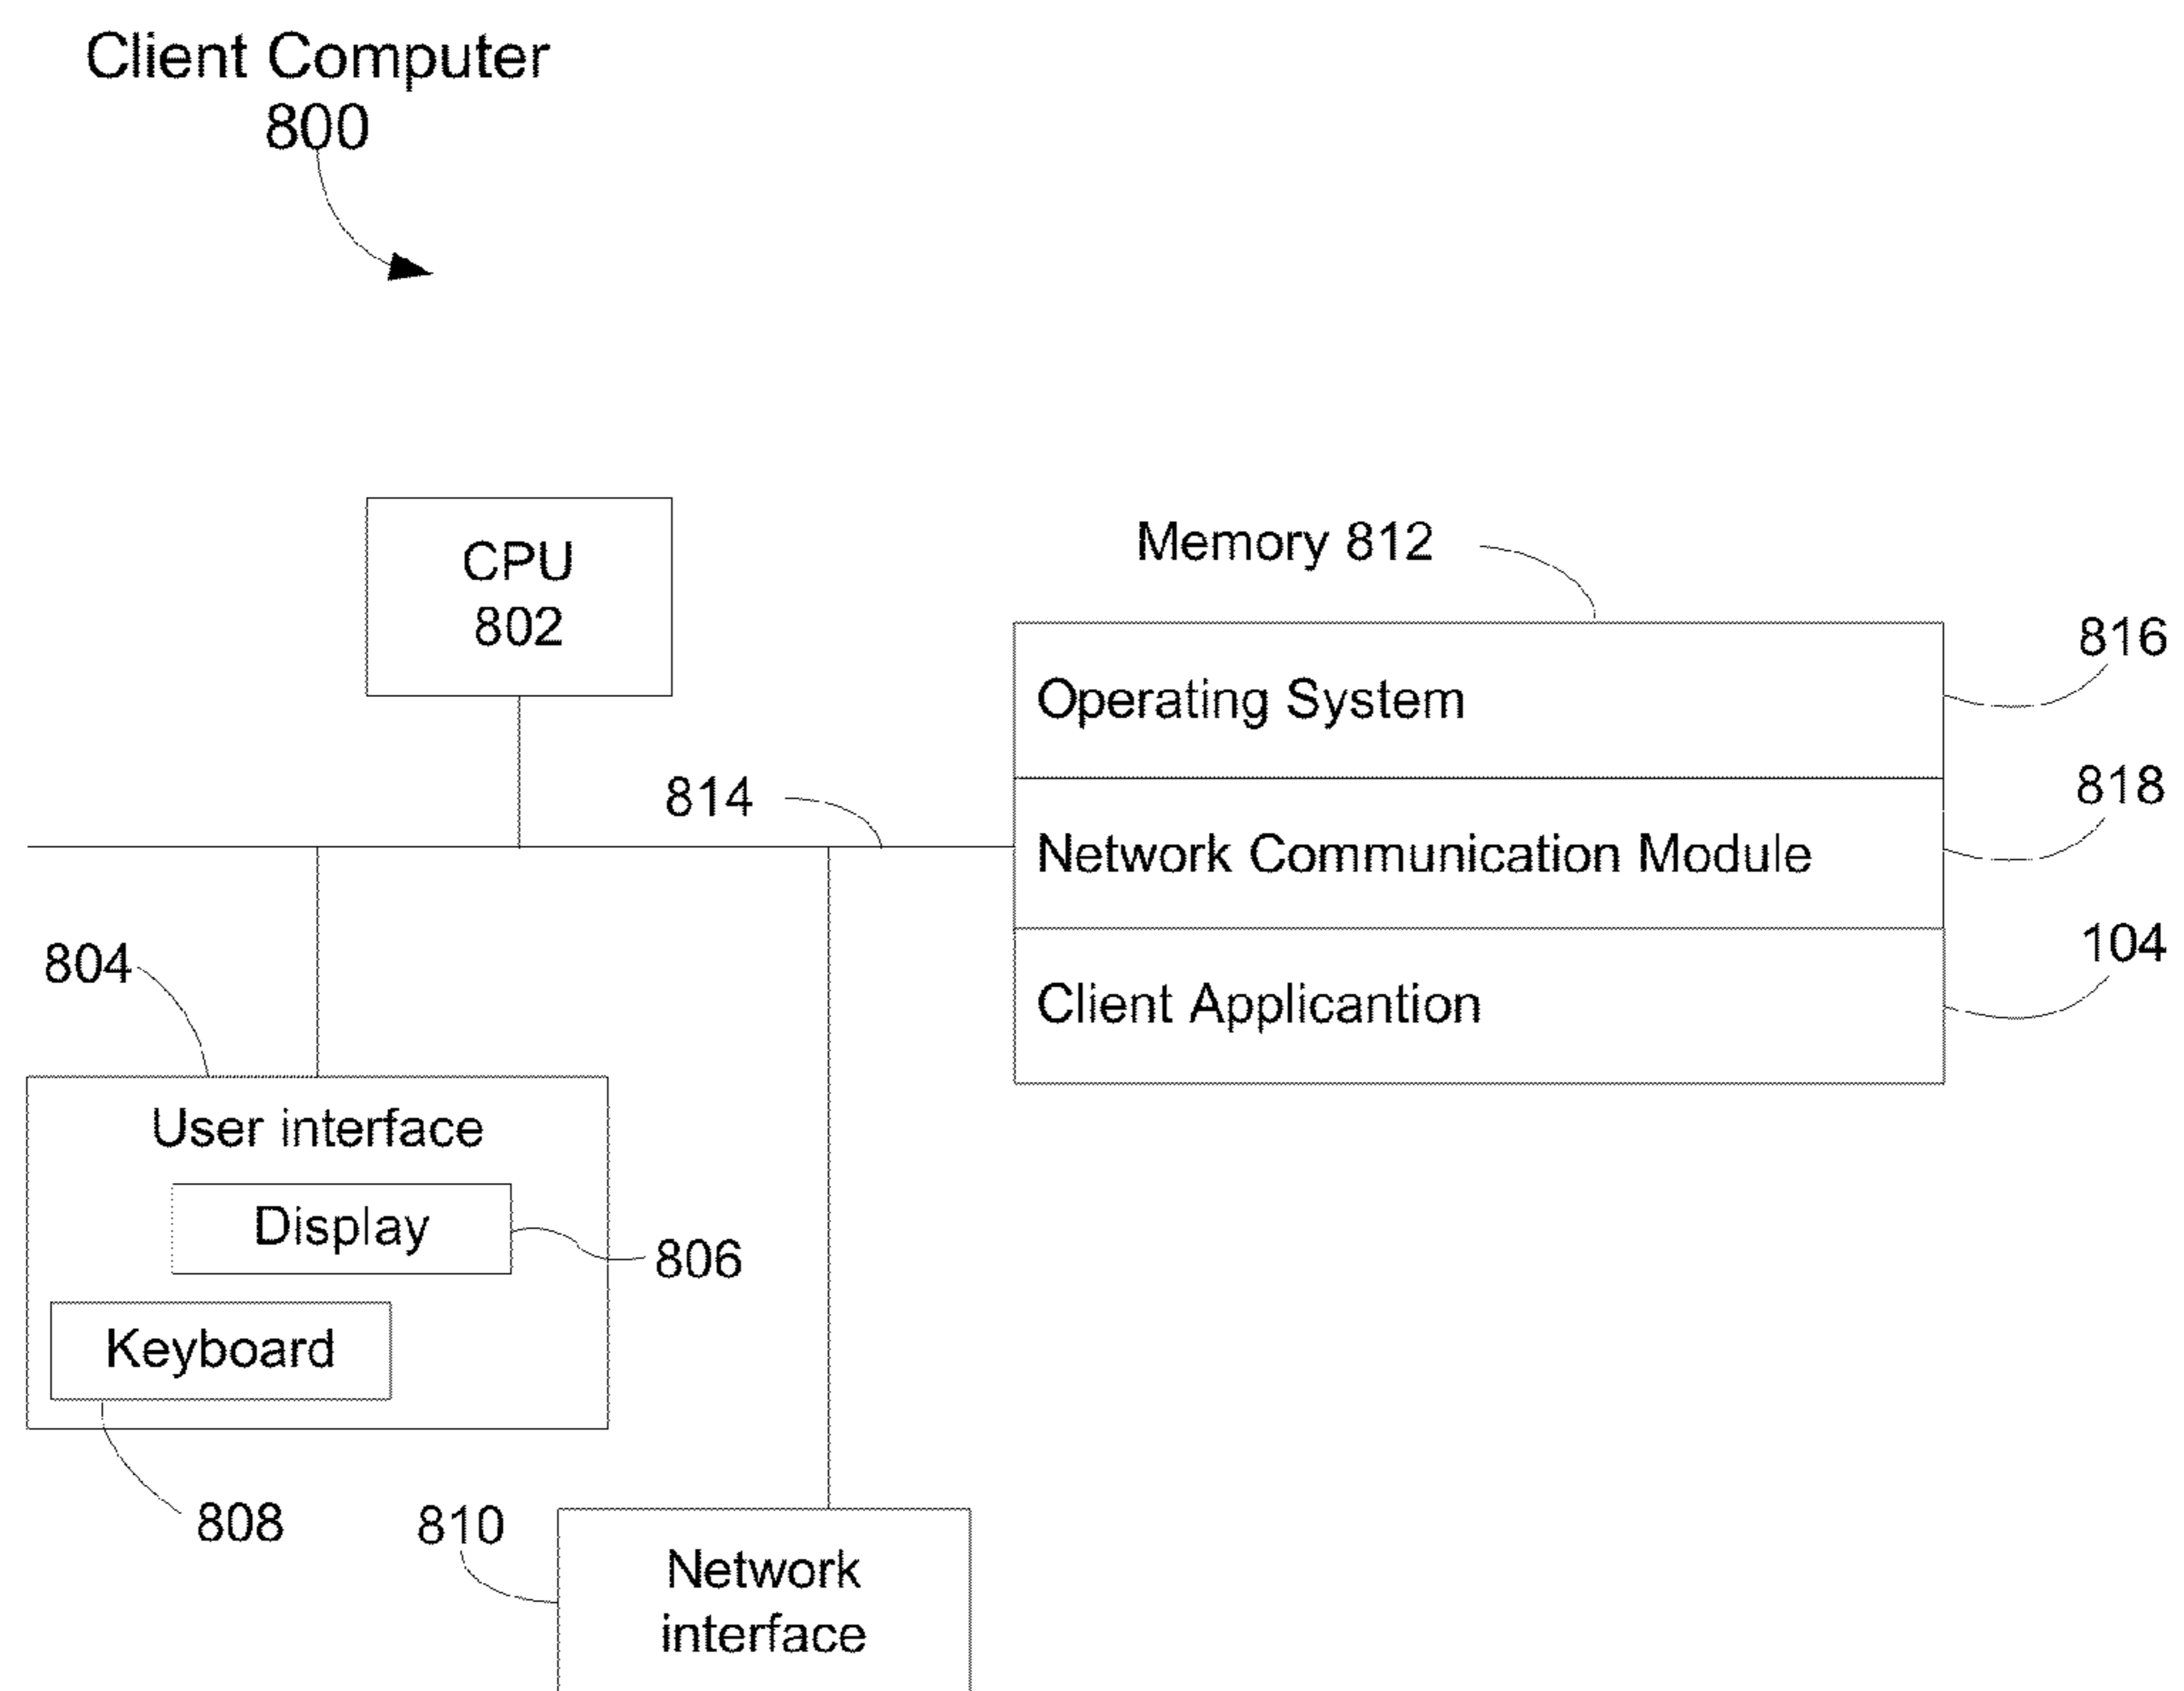 Client Computer
800
CPU
802
Memory 812
816
Operating System
814
818
Network Communication Module
804
104
Client Applicantion
User interface
Display
806
Keyboard
808
810
Network
interface